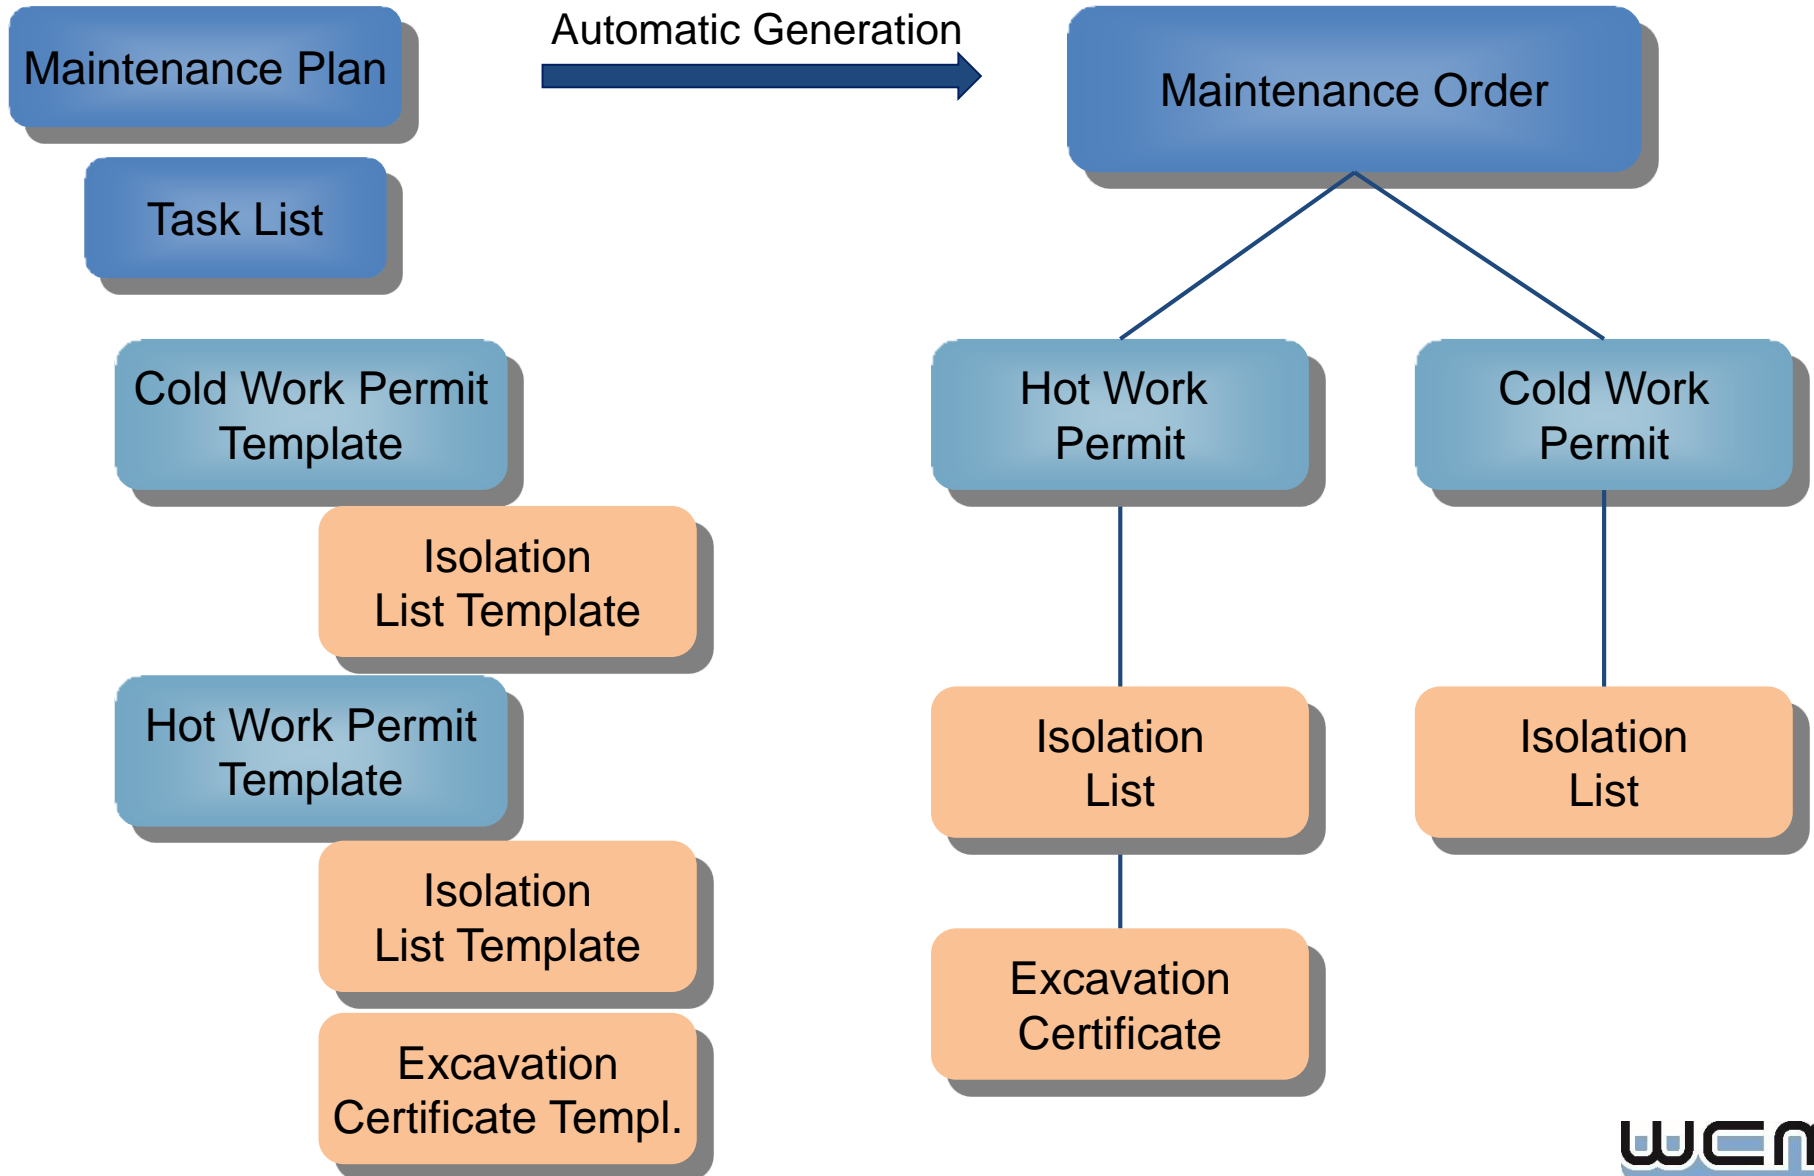 Maintenance Plan
Automatic Generation
Maintenance Order
Task List
Cold Work Permit
Template
Isolation
List Template
Hot Work Permit
Template
Isolation
List Template
Excavation
Certificate Templ.
Hot Work
Permit
Cold Work
Permit
Isolation
List
Isolation
List
Excavation
Certificate
wcm